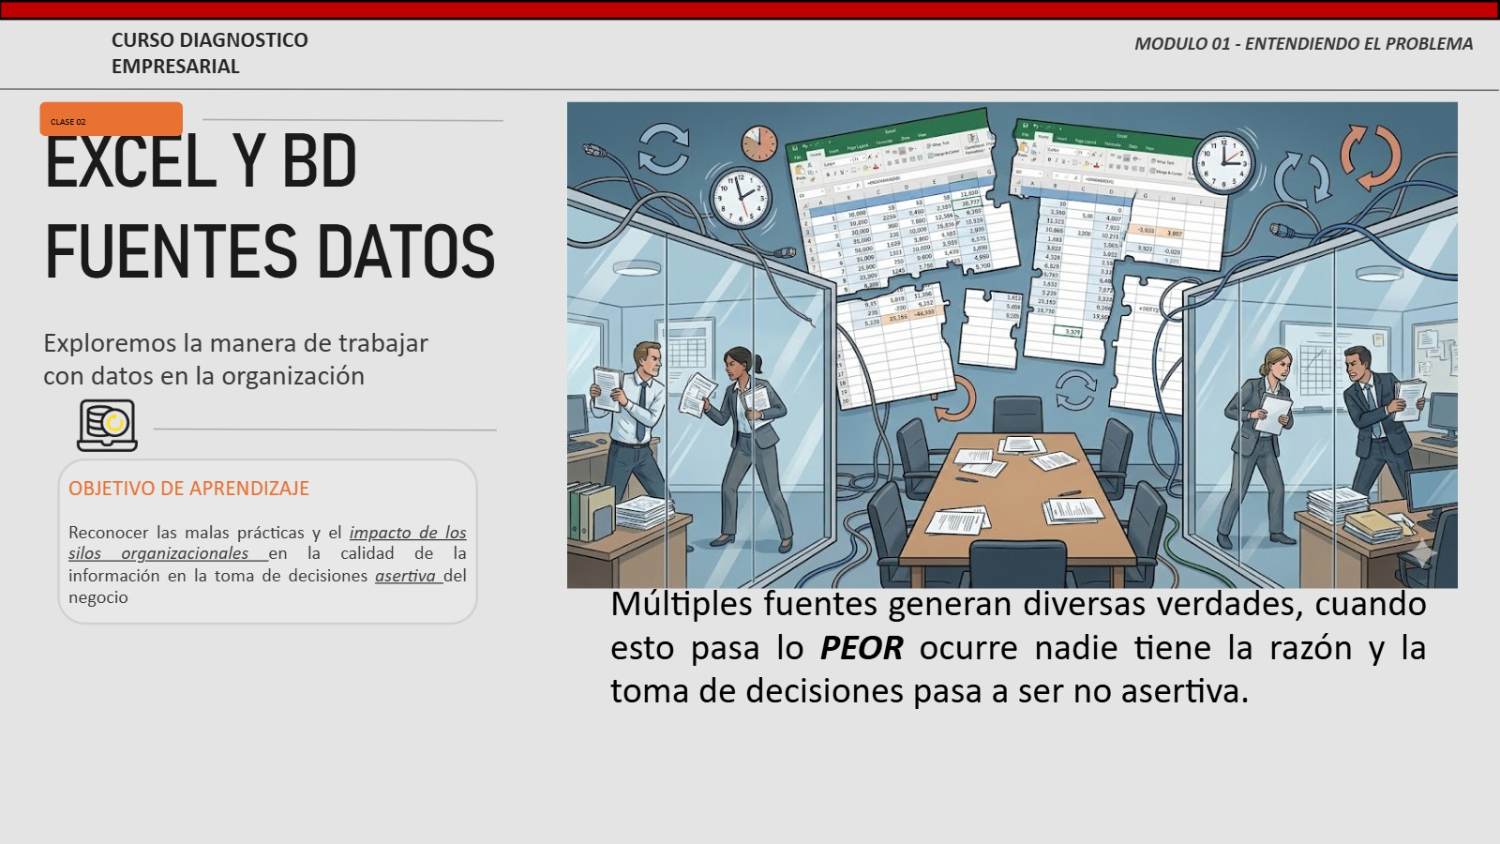 CURSO DIAGNOSTICO
EMPRESARIAL
MODULO 01 - ENTENDIENDO EL PROBLEMA
CLASE 02
EXCEL Y BD
FUENTES DATOS
Exploremos la manera de trabajar
con datos en la organización
OBJETIVO DE APRENDIZAJE
Reconocer las malas prácticas y el impacto de los
silos organizacionales en la calidad de la
información en la toma de decisiones asertiva del
negocio
Múltiples fuentes generan diversas verdades, cuando
esto pasa lo PEOR ocurre nadie tiene la razón y la
toma de decisiones pasa a ser no asertiva.